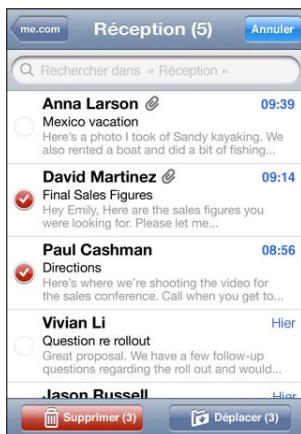 me.com Réception (5) Annuler
Rechercher dans « Réception »
Anna Larson 09:39
Mexico vacation
Here's a photo I took of Sandy kayaking. We
also rented a boat and did a bit of fishing...
David Martinez 09:14
Final Sales Figures
Hey Emily, Here are the sales figures you
were looking for. Please let me...
Paul Cashman 08:56
Directions
Here's where we're shooting the video for
the sales conference. Call when you get to...
Vivian Li Hier
Question re rollout
Great proposal. We have a few follow-up
questions regarding the roll out and would...
Jason Russell Hier
Supprimer (3) Déplacer (3)